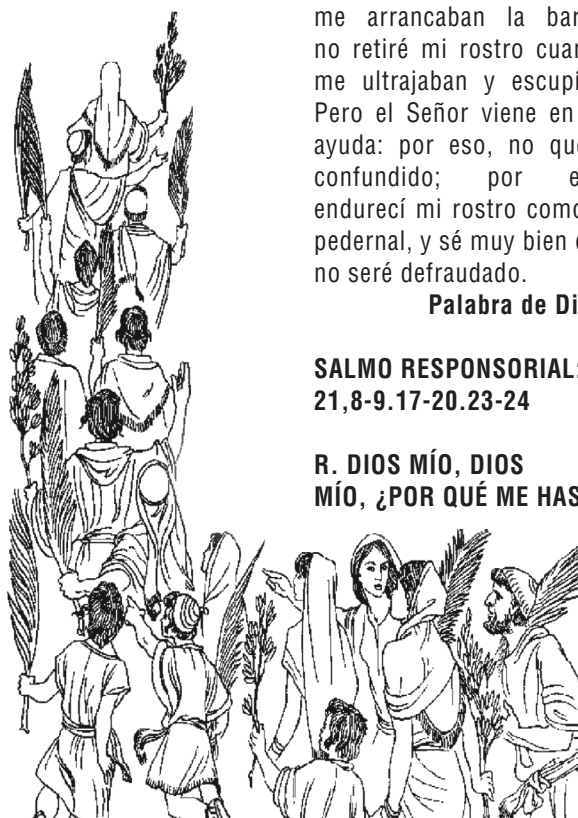 me arrancaban la bar
no retiré mi rostro cuan
me ultrajaban y escupí
Pero el Señor viene en
ayuda: por eso, no que
confundido; por e
endurecí mi rostro como
pedernal, y sé muy bien
no seré defraudado.
Palabra de Di
SALMO RESPONSORIAL:
21,8-9.17-20.23-24
R. DIOS MÍO, DIOS
MÍO, ¿POR QUÉ ME HAS